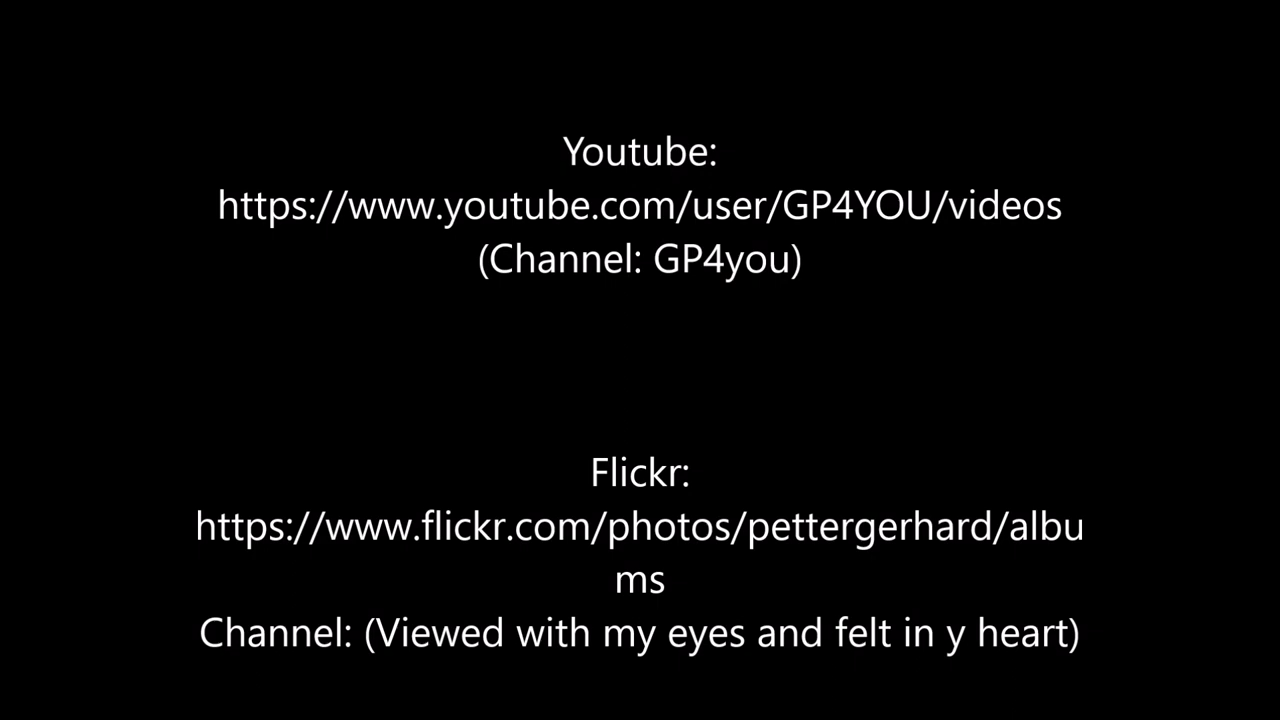 Youtube:
https://www.youtube.com/user/GP4YOU/videos
(Channel: GP4you)
Flickr:
https://www.flickr.com/photos/pettergerhard/albu
ms
Channel: (Viewed with my eyes and felt in y heart)